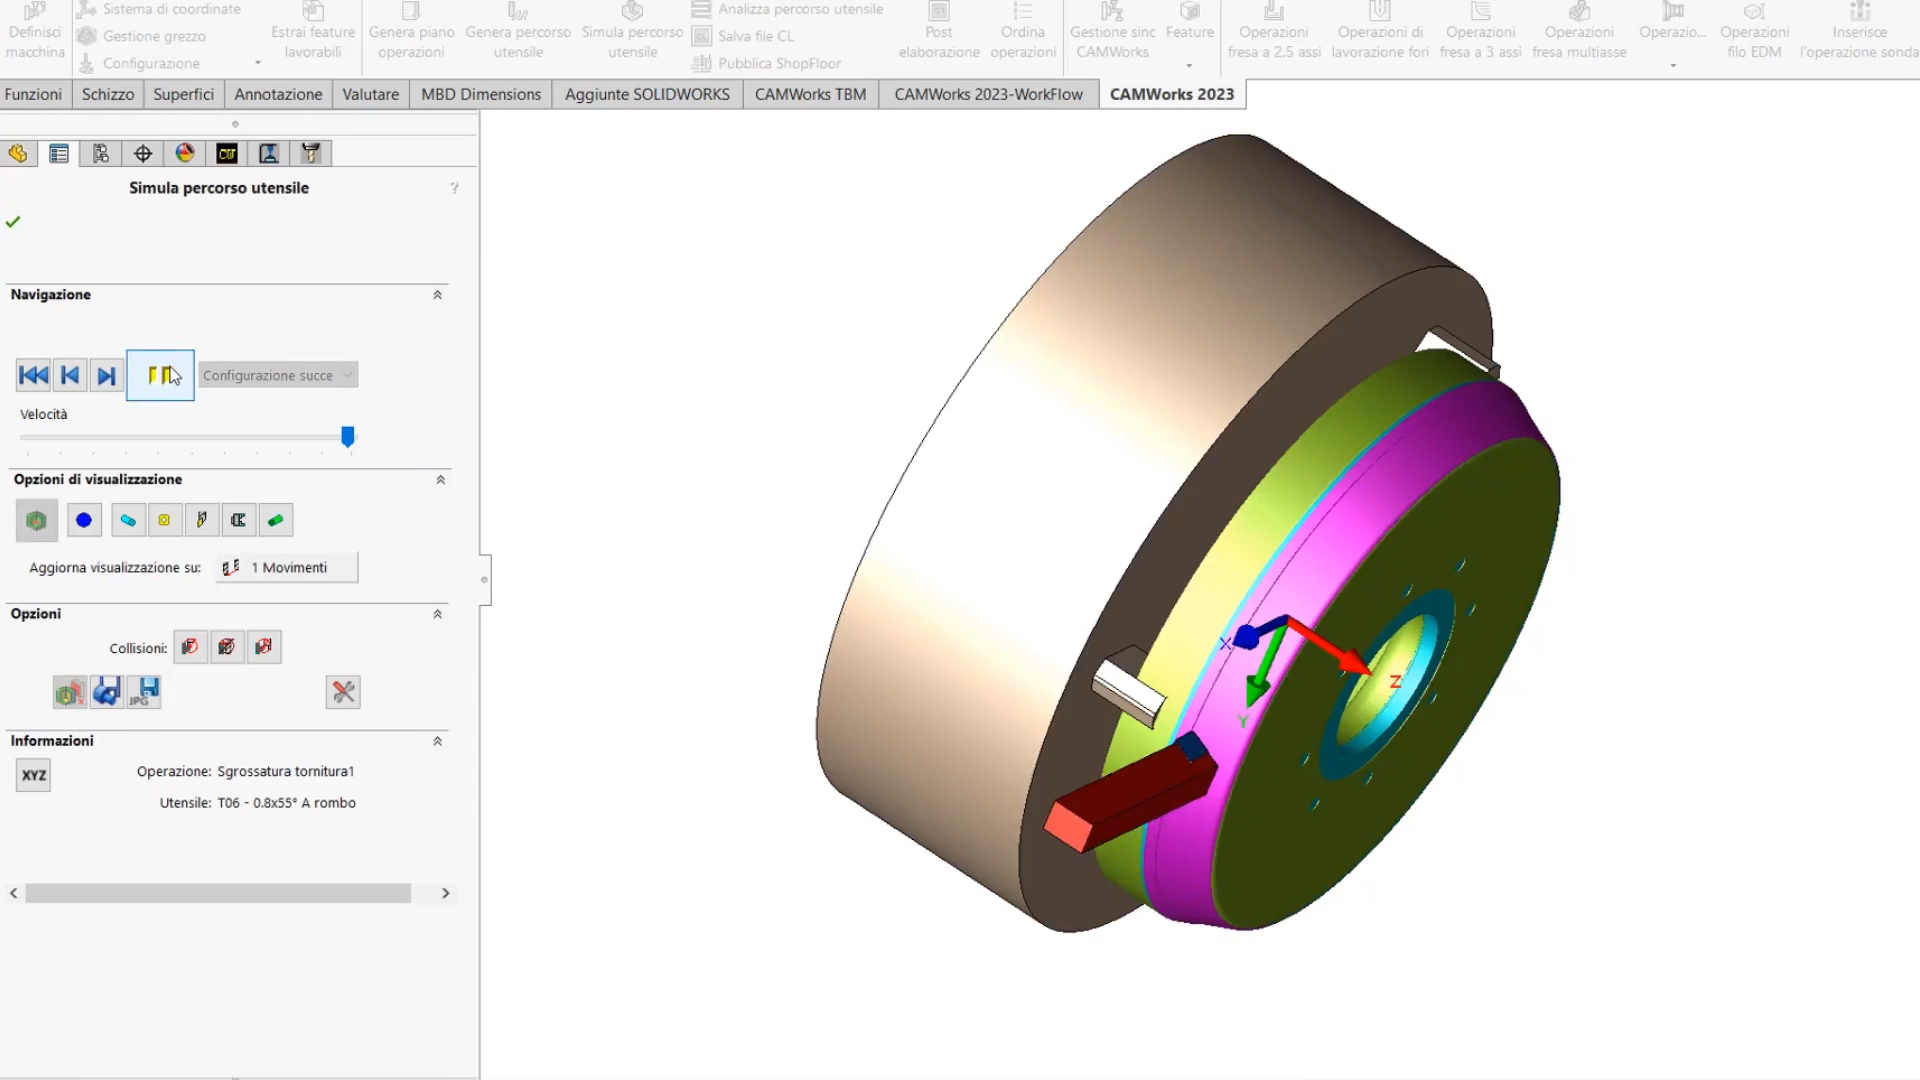 Definisci
macchina
Sistema di coordinate
Gestione grezzo
Configurazione
Estrai feature
lavorabili
Genera piano
operazioni
Genera percorso
utensile
Simula percorso
utensile
Analizza percorso utensile
Salva file CL
Pubblica ShopFloor
Post
elaborazione
Ordina
operazioni
Gestione sinc
CAMWorks
Feature
Operazioni
fresa a 2,5 assi
Operazioni di
lavorazione fori
Operazioni
fresa a 3 assi
Operazioni
fresa multiasse
Operazio...
Operazioni
filo EDM
Inserisce
l'operazione sonda
Funzioni
Schizzo
Superfici
Annotazione
Valutare
MBD Dimensions
Aggiunte SOLIDWORKS
CAMWorks TBM
CAMWorks 2023-WorkFlow
CAMWorks 2023
CW
Simula percorso utensile
?
Navigazione
Configurazione succe
Velocità
Opzioni di visualizzazione
Aggiorna visualizzazione su:
1 Movimenti
Opzioni
Collisioni:
JPG
Informazioni
XYZ
Operazione: Sgrossatura tornitura1
Utensile: T06 - 0.8x55° A rombo
X
Y
Z